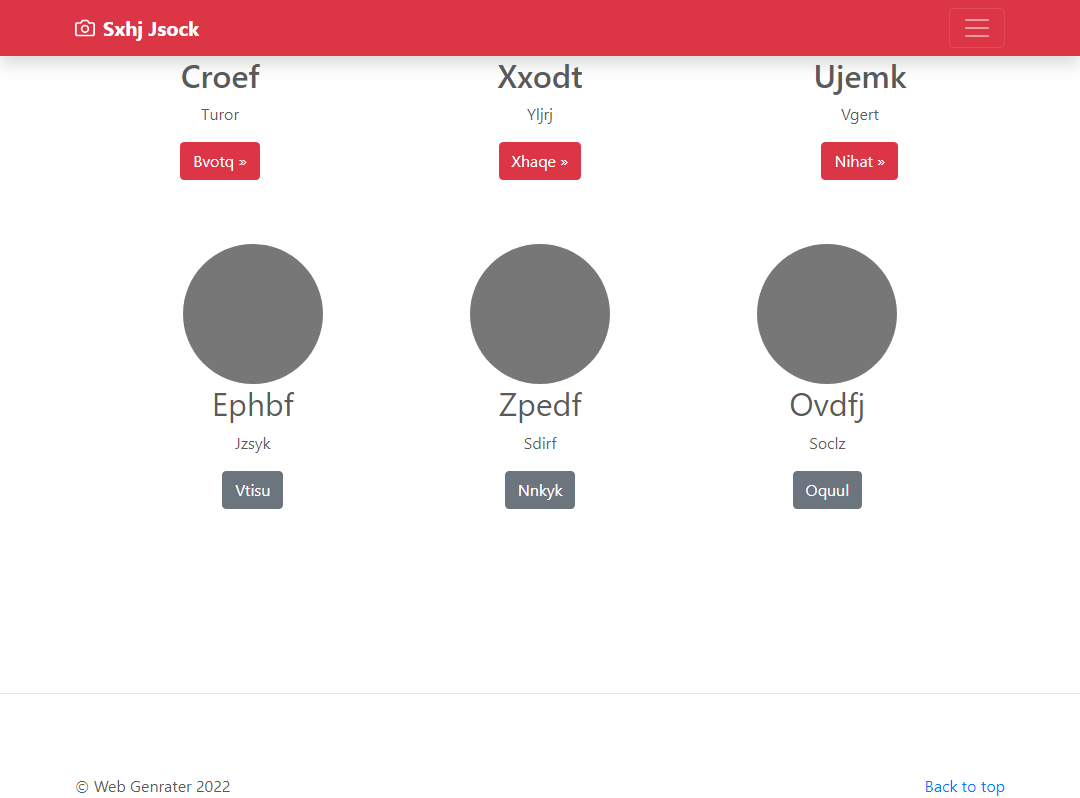 Sxhj Jsock
Croef
Xxodt
Ujemk
Turor
Yljrj
Vgert
Bvotq »
Xhaqe »
Nihat »
Ephbf
Zpedf
Ovdfj
Jzsyk
Sdirf
Soclz
Vtisu
Nnkyk
Oquul
© Web Genrater 2022
Back to top